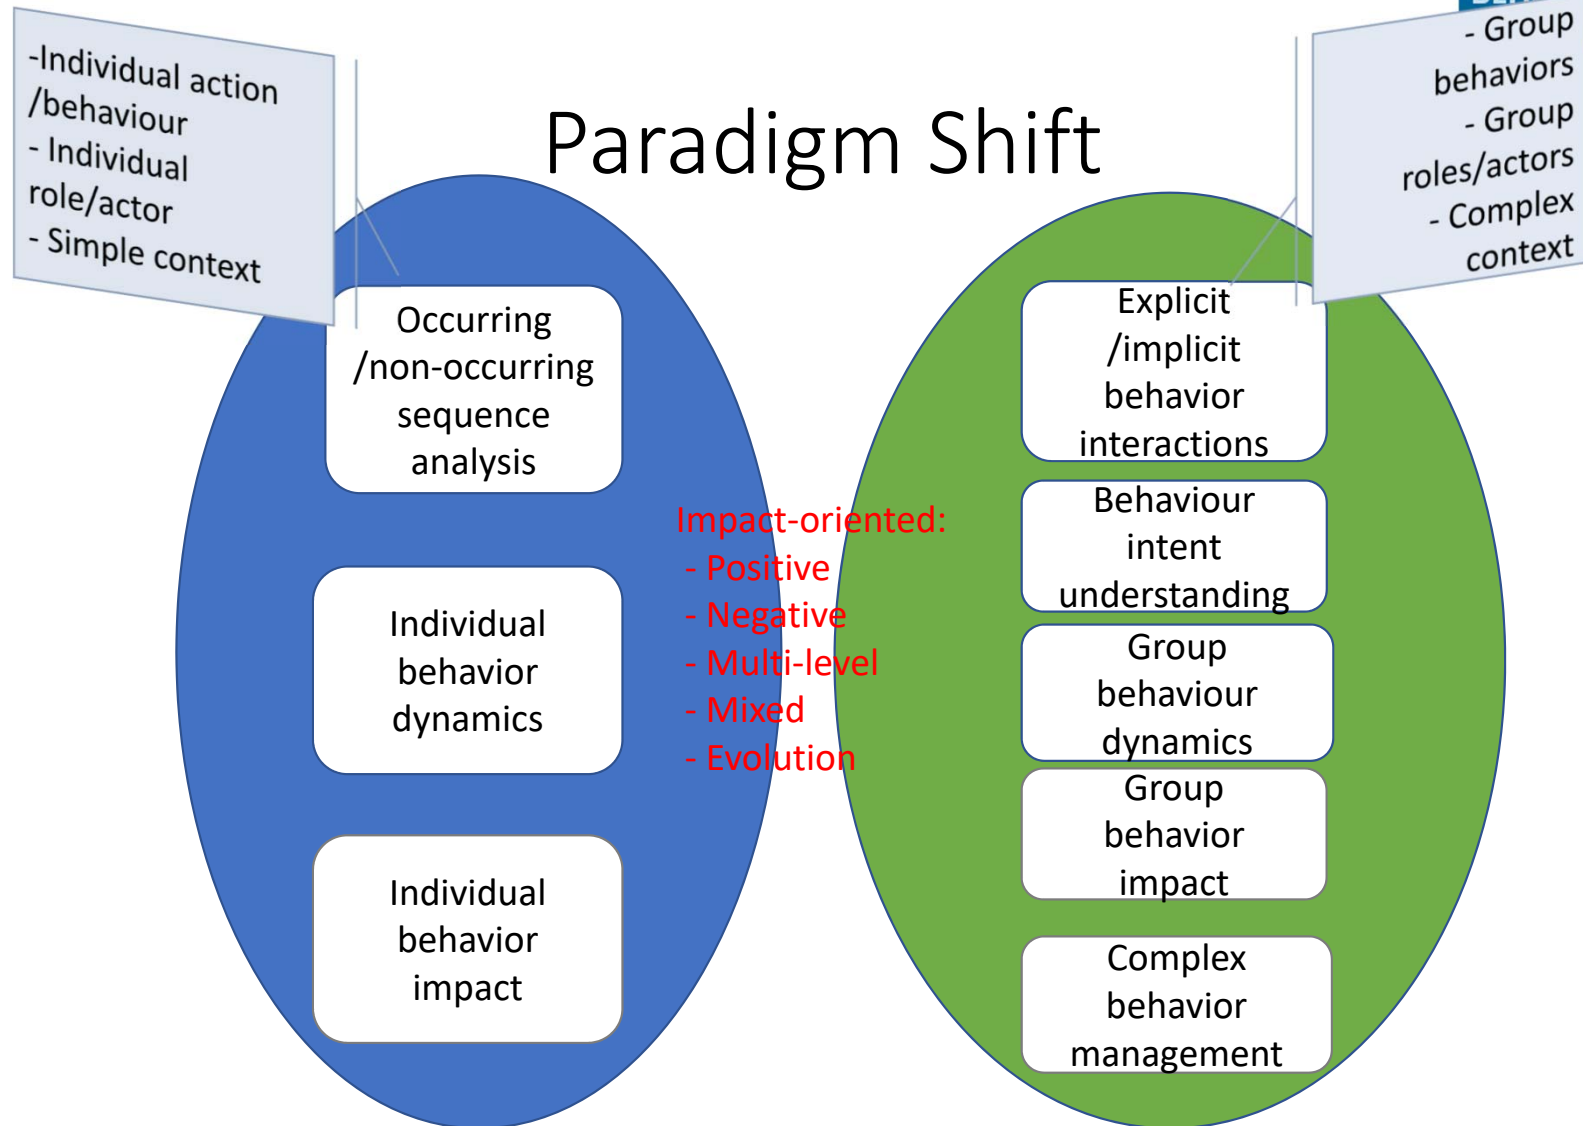 -Individual action
/behaviour
- Individual
role/actor
- Simple context
Paradigm Shift
- Group
behaviors
- Group
roles/actors
- Complex
context
Occurring
/non-occurring
sequence
analysis
Individual
behavior
dynamics
Individual
behavior
impact
Impact-oriented:
- Positive
- Negative
- Multi-level
- Mixed
- Evolution
Explicit
/implicit
behavior
interactions
Behaviour
intent
understanding
Group
behaviour
dynamics
Group
behavior
impact
Complex
behavior
management